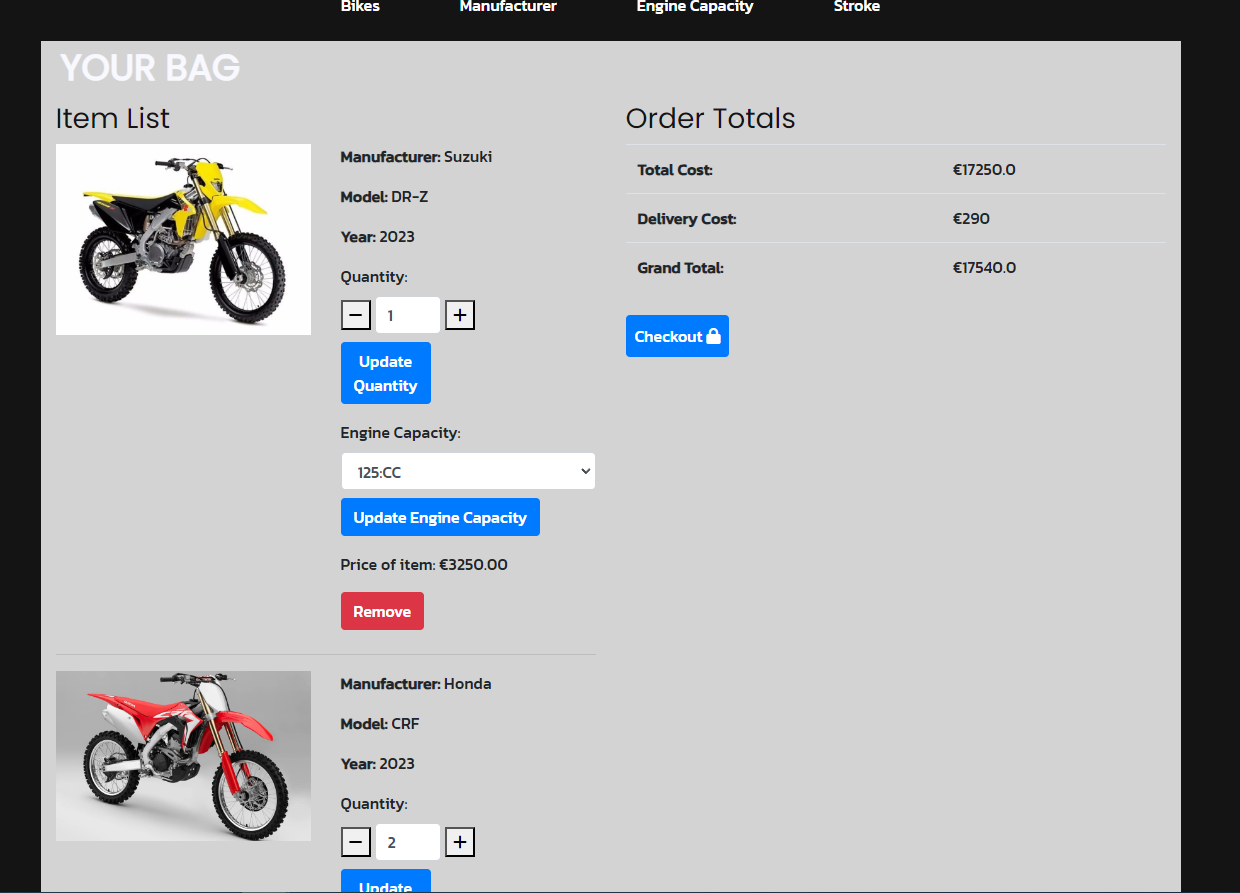 Bikes Manufacturer Engine Capacity Stroke
YOUR BAG
Item List
Manufacturer: Suzuki
Model: DR-Z
Year: 2023
Quantity:
− 1 +
Update
Quantity
Engine Capacity:
125:CC
Update Engine Capacity
Price of item: €3250.00
Remove
Manufacturer: Honda
Model: CRF
Year: 2023
Quantity:
− 2 +
Update
Order Totals
Total Cost: €17250.0
Delivery Cost: €290
Grand Total: €17540.0
Checkout